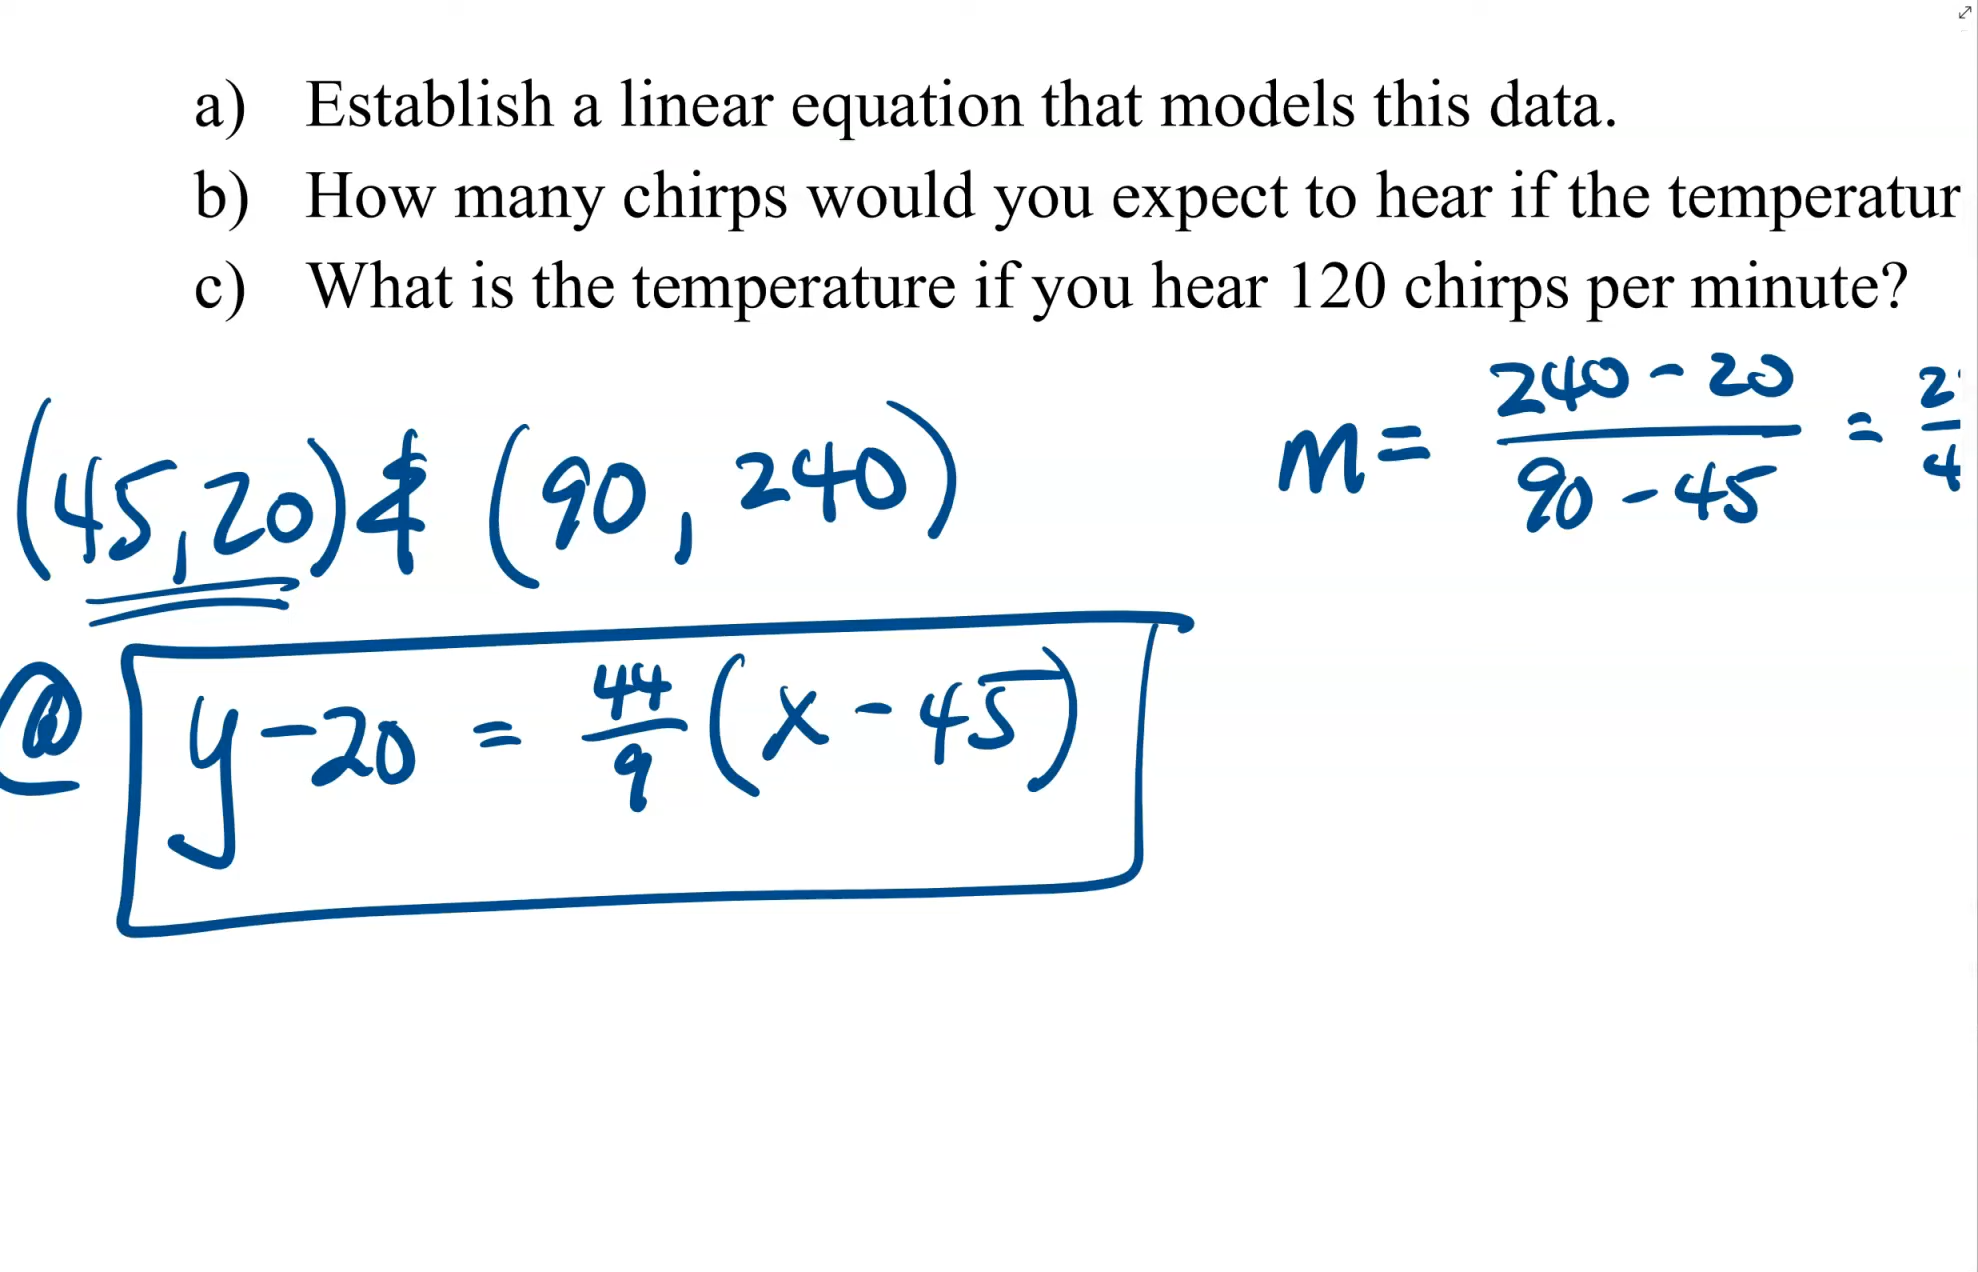 a) Establish a linear equation that models this data.
b) How many chirps would you expect to hear if the temperatur
c) What is the temperature if you hear 120 chirps per minute?
(45,20) & (90, 240)
m = (240 - 20)/(90 - 45) =
@ y - 20 = 44/9 (x - 45)